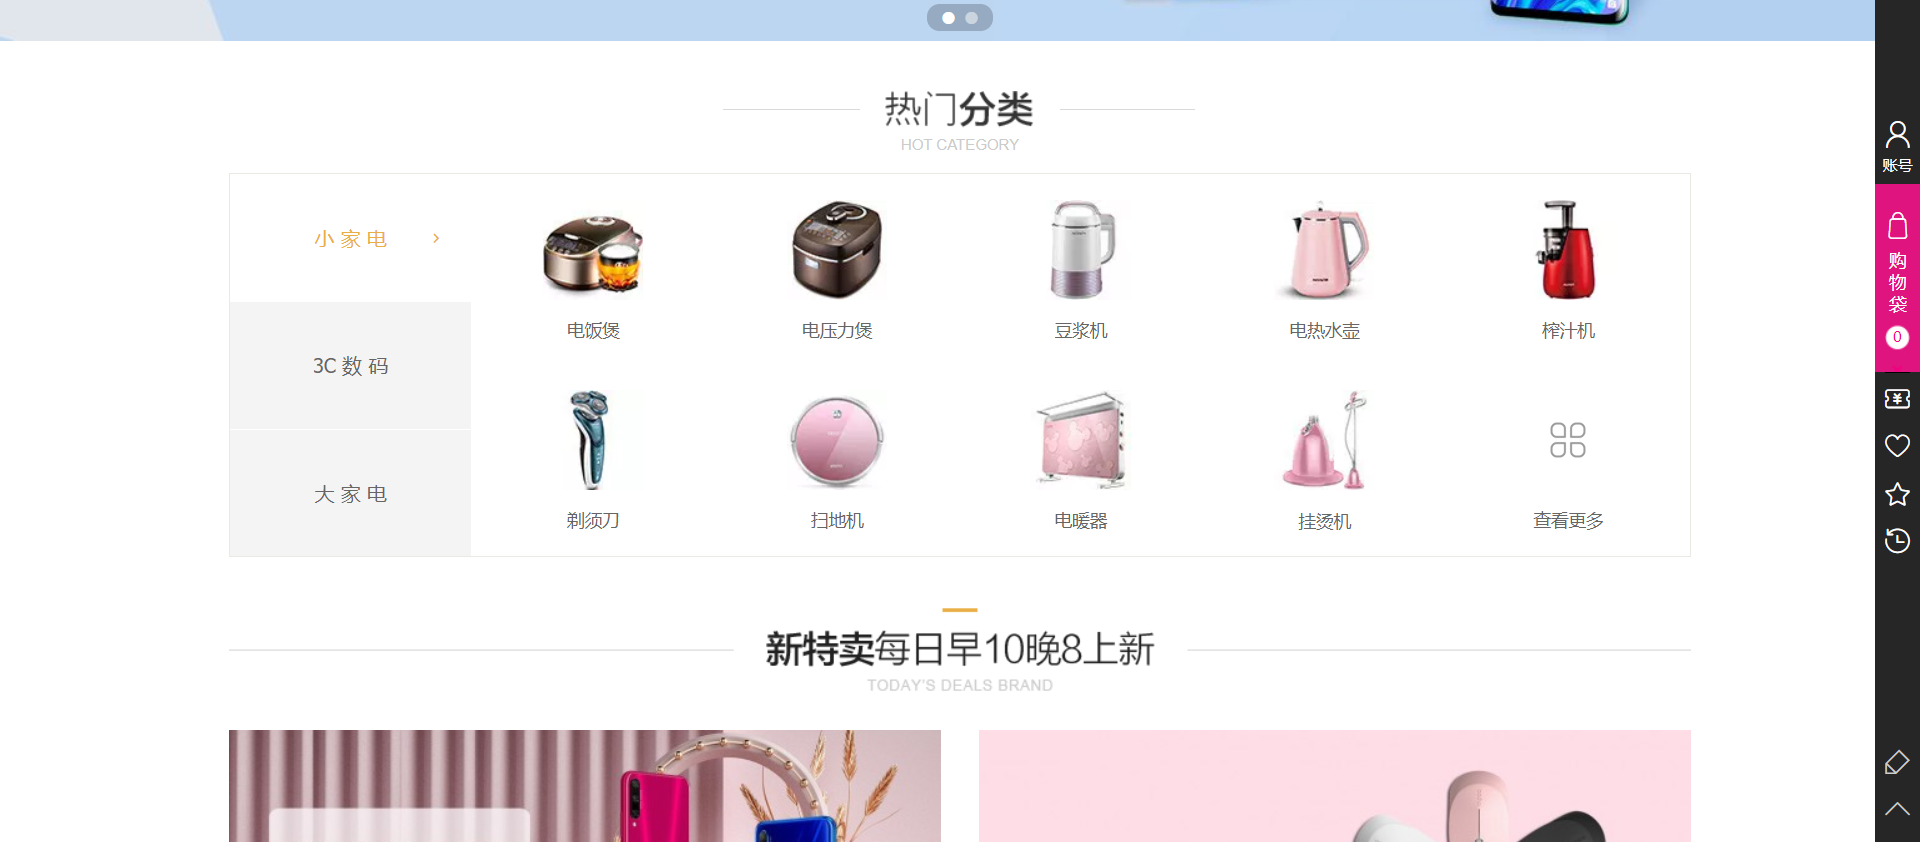 热门分类
HOT CATEGORY
账号
小家电
3C数码
大家电
电饭煲
电压力煲
豆浆机
电热水壶
榨汁机
剃须刀
扫地机
电暖器
挂烫机
查看更多
购物袋
0
新特卖每日早10晚8上新
TODAY'S DEALS BRAND